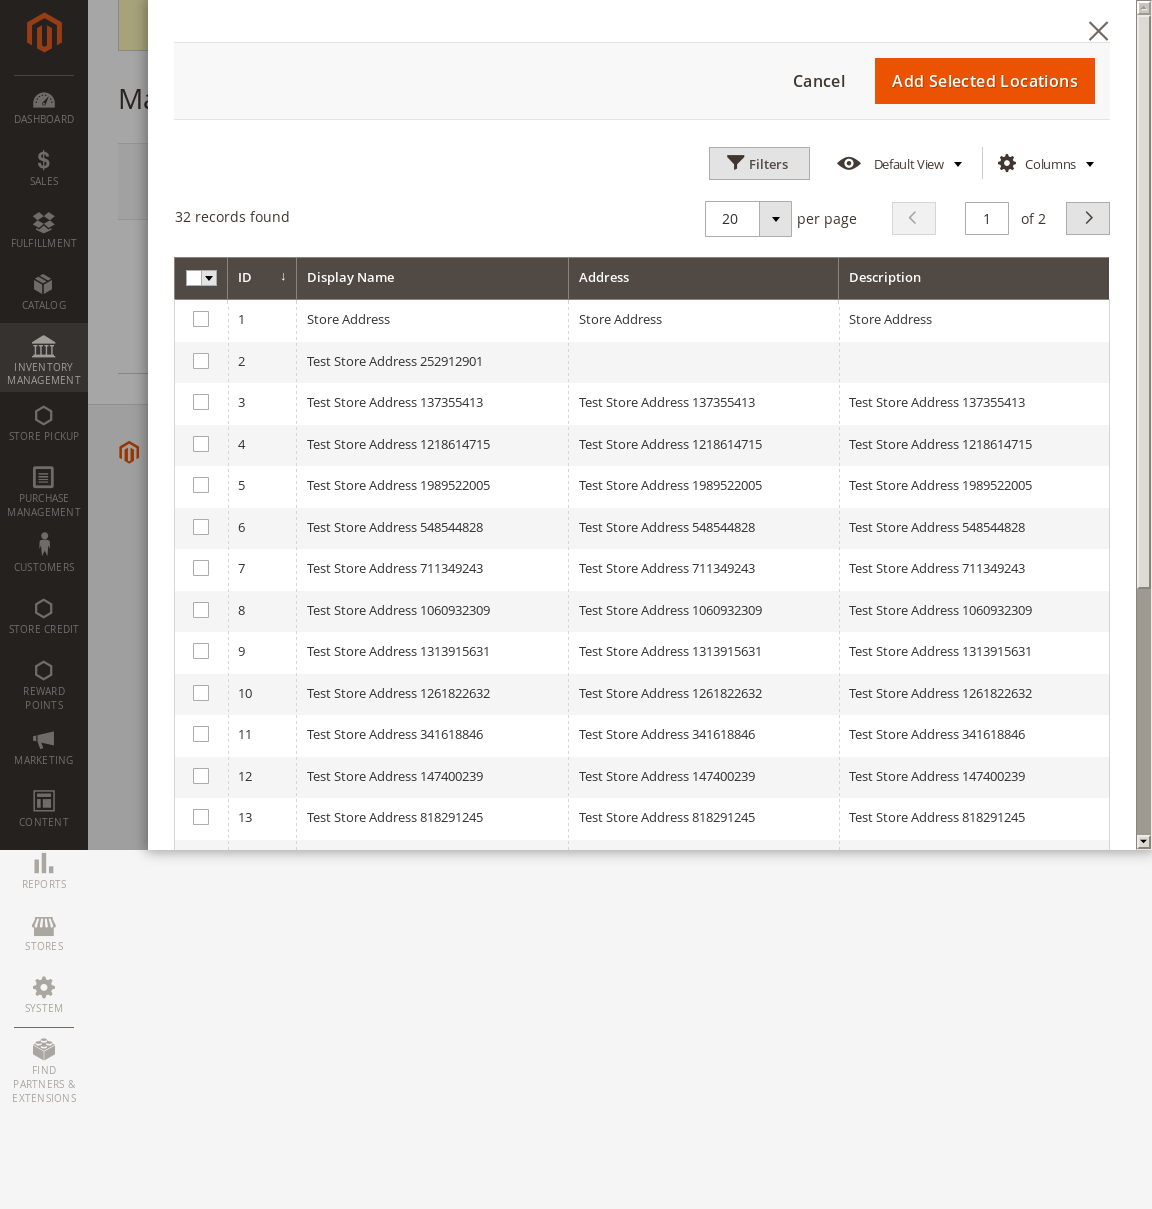 Ma
DASHBOARD
SALES
FULFILLMENT
CATALOG
INVENTORY
MANAGEMENT
STORE PICKUP
PURCHASE
MANAGEMENT
CUSTOMERS
STORE CREDIT
REWARD
POINTS
MARKETING
CONTENT
REPORTS
STORES
SYSTEM
FIND
PARTNERS &
EXTENSIONS
Cancel Add Selected Locations
Filters Default View Columns
32 records found 20 per page 1 of 2
ID ↓ Display Name Address Description
1 Store Address Store Address Store Address
2 Test Store Address 252912901
3 Test Store Address 137355413 Test Store Address 137355413 Test Store Address 137355413
4 Test Store Address 1218614715 Test Store Address 1218614715 Test Store Address 1218614715
5 Test Store Address 1989522005 Test Store Address 1989522005 Test Store Address 1989522005
6 Test Store Address 548544828 Test Store Address 548544828 Test Store Address 548544828
7 Test Store Address 711349243 Test Store Address 711349243 Test Store Address 711349243
8 Test Store Address 1060932309 Test Store Address 1060932309 Test Store Address 1060932309
9 Test Store Address 1313915631 Test Store Address 1313915631 Test Store Address 1313915631
10 Test Store Address 1261822632 Test Store Address 1261822632 Test Store Address 1261822632
11 Test Store Address 341618846 Test Store Address 341618846 Test Store Address 341618846
12 Test Store Address 147400239 Test Store Address 147400239 Test Store Address 147400239
13 Test Store Address 818291245 Test Store Address 818291245 Test Store Address 818291245